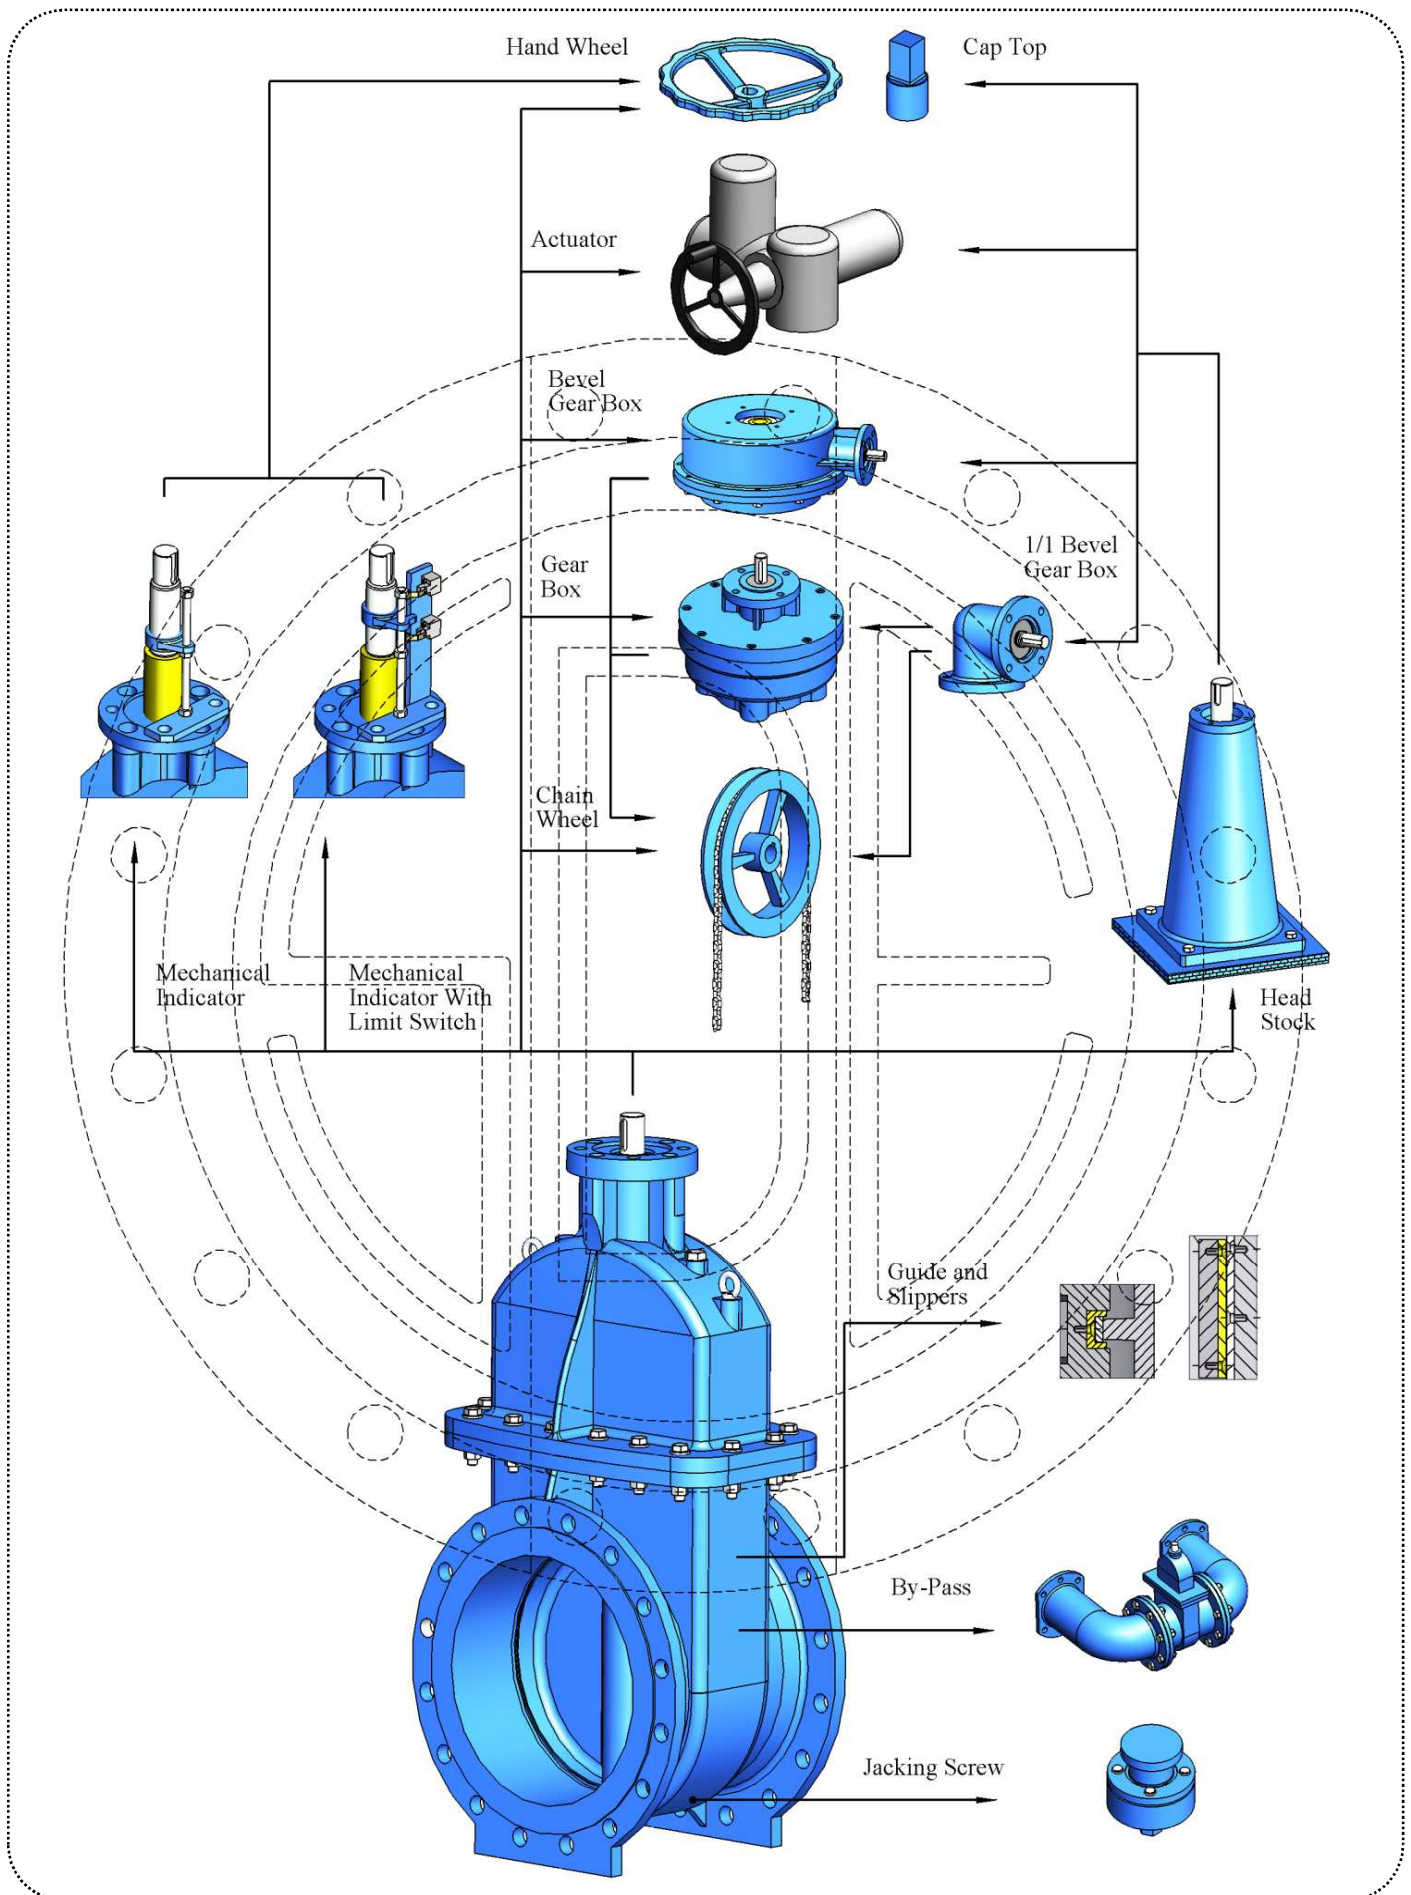 Hand Wheel
Cap Top
Actuator
Bevel
Gear Box
Gear
Box
1/1 Bevel
Gear Box
Chain
Wheel
Mechanical
Indicator
Mechanical
Indicator With
Limit Switch
Head
Stock
Guide and
Slippers
By-Pass
Jacking Screw